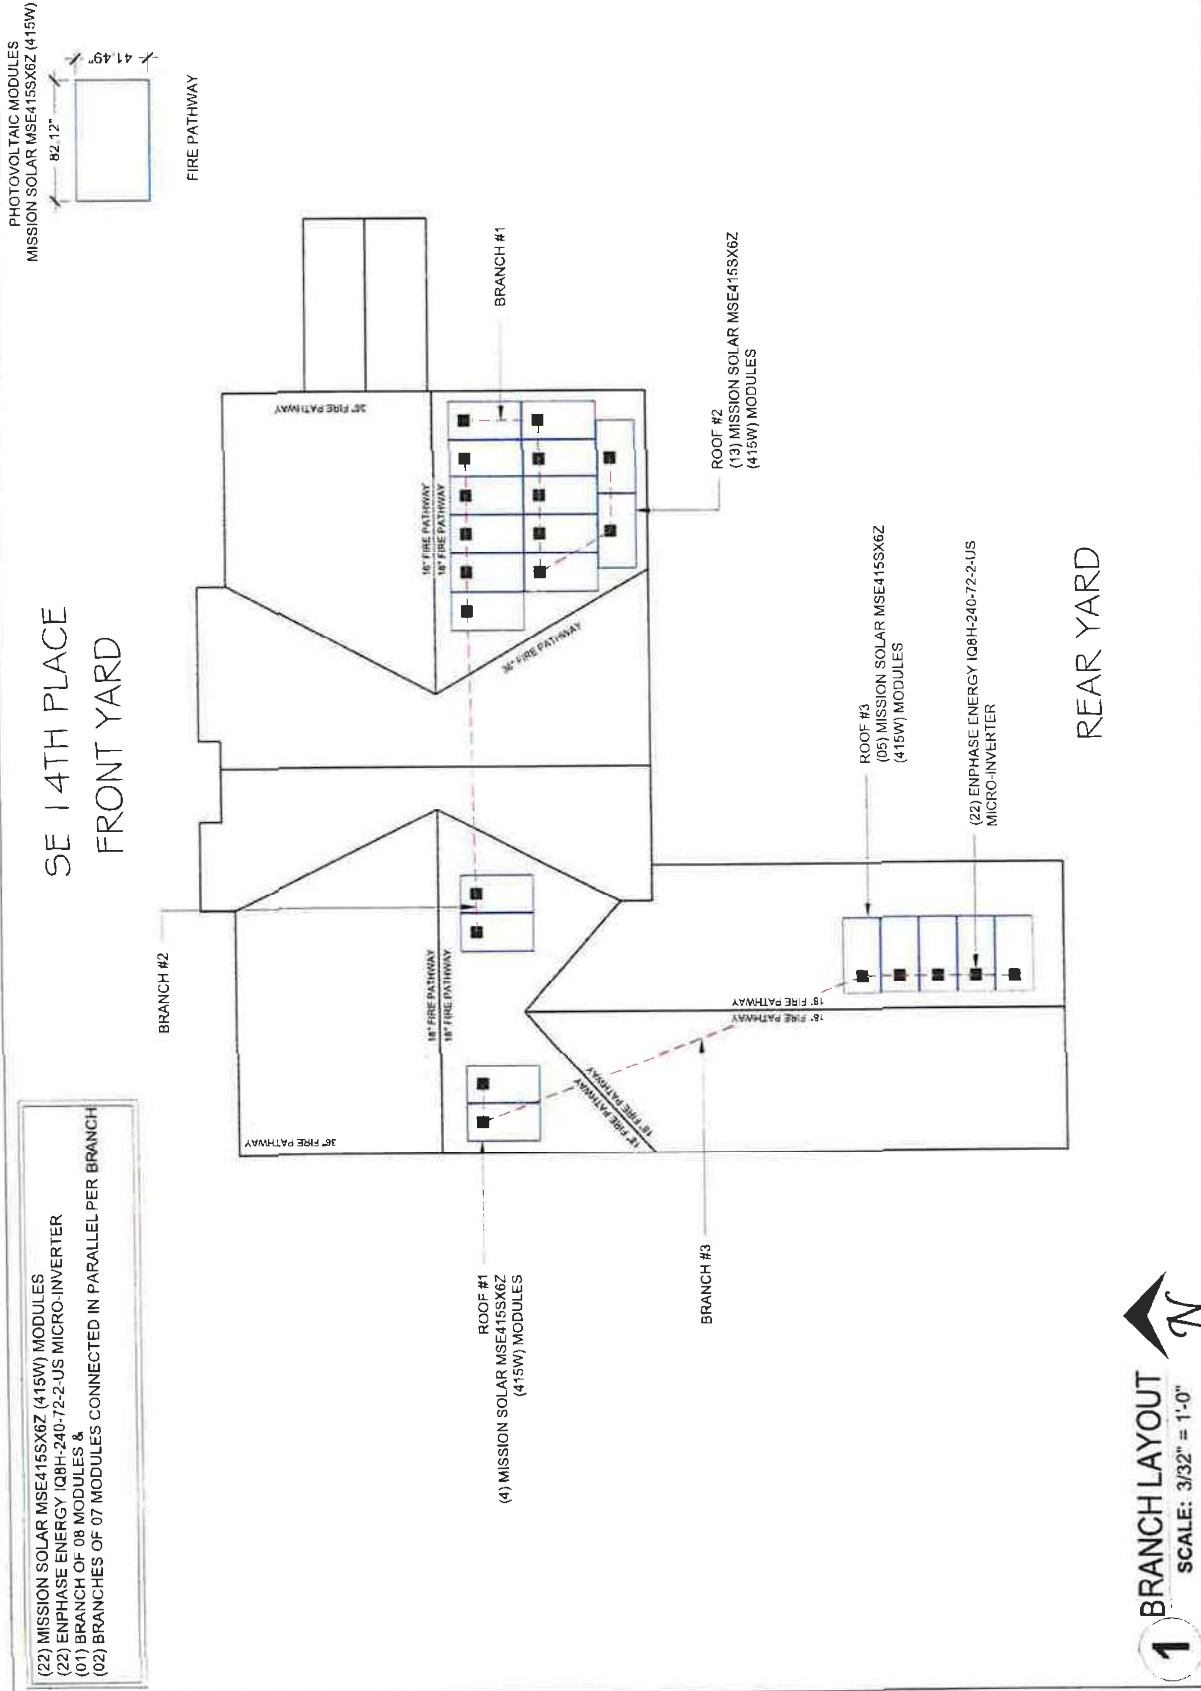 (22) MISSION SOLAR MSE415SX6Z (415W) MODULES
(22) ENPHASE ENERGY IQ8H-240-72-2-US MICRO-INVERTER
(01) BRANCH OF 08 MODULES &
(02) BRANCHES OF 07 MODULES CONNECTED IN PARALLEL PER BRANCH
SE 14TH PLACE
FRONT YARD
PHOTOVOLTAIC MODULES
MISSION SOLAR MSE415SX6Z (415W)
82.12"
41.49"
FIRE PATHWAY
BRANCH #2
36" FIRE PATHWAY
36" FIRE PATHWAY
18" FIRE PATHWAY
18" FIRE PATHWAY
18" FIRE PATHWAY
18" FIRE PATHWAY
BRANCH #1
ROOF #1
(4) MISSION SOLAR MSE415SX6Z
(415W) MODULES
18" FIRE PATHWAY
18" FIRE PATHWAY
36" FIRE PATHWAY
ROOF #2
(13) MISSION SOLAR MSE415SX6Z
(415W) MODULES
BRANCH #3
18" FIRE PATHWAY
18" FIRE PATHWAY
ROOF #3
(05) MISSION SOLAR MSE415SX6Z
(415W) MODULES
(22) ENPHASE ENERGY IQ8H-240-72-2-US
MICRO-INVERTER
REAR YARD
1 BRANCH LAYOUT
SCALE: 3/32" = 1'-0"
N